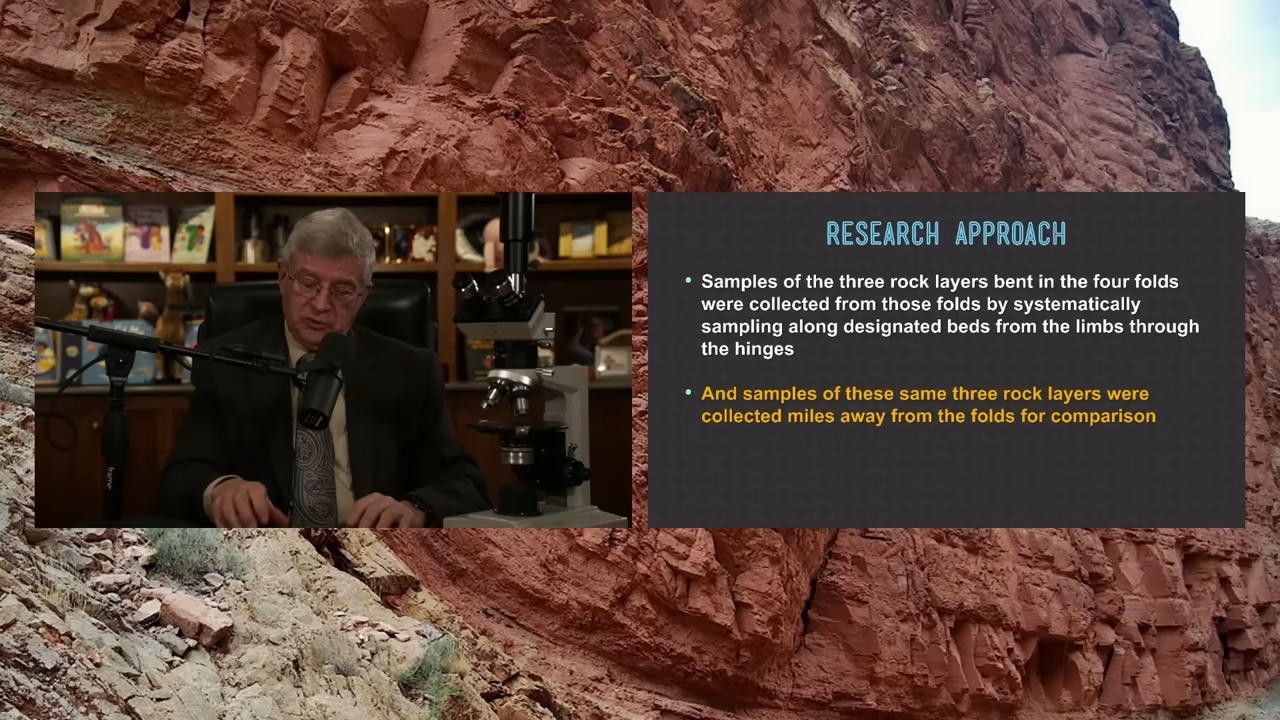 RESEARCH APPROACH
• Samples of the three rock layers bent in the four folds
were collected from those folds by systematically
sampling along designated beds from the limbs through
the hinges
• And samples of these same three rock layers were
collected miles away from the folds for comparison
frame